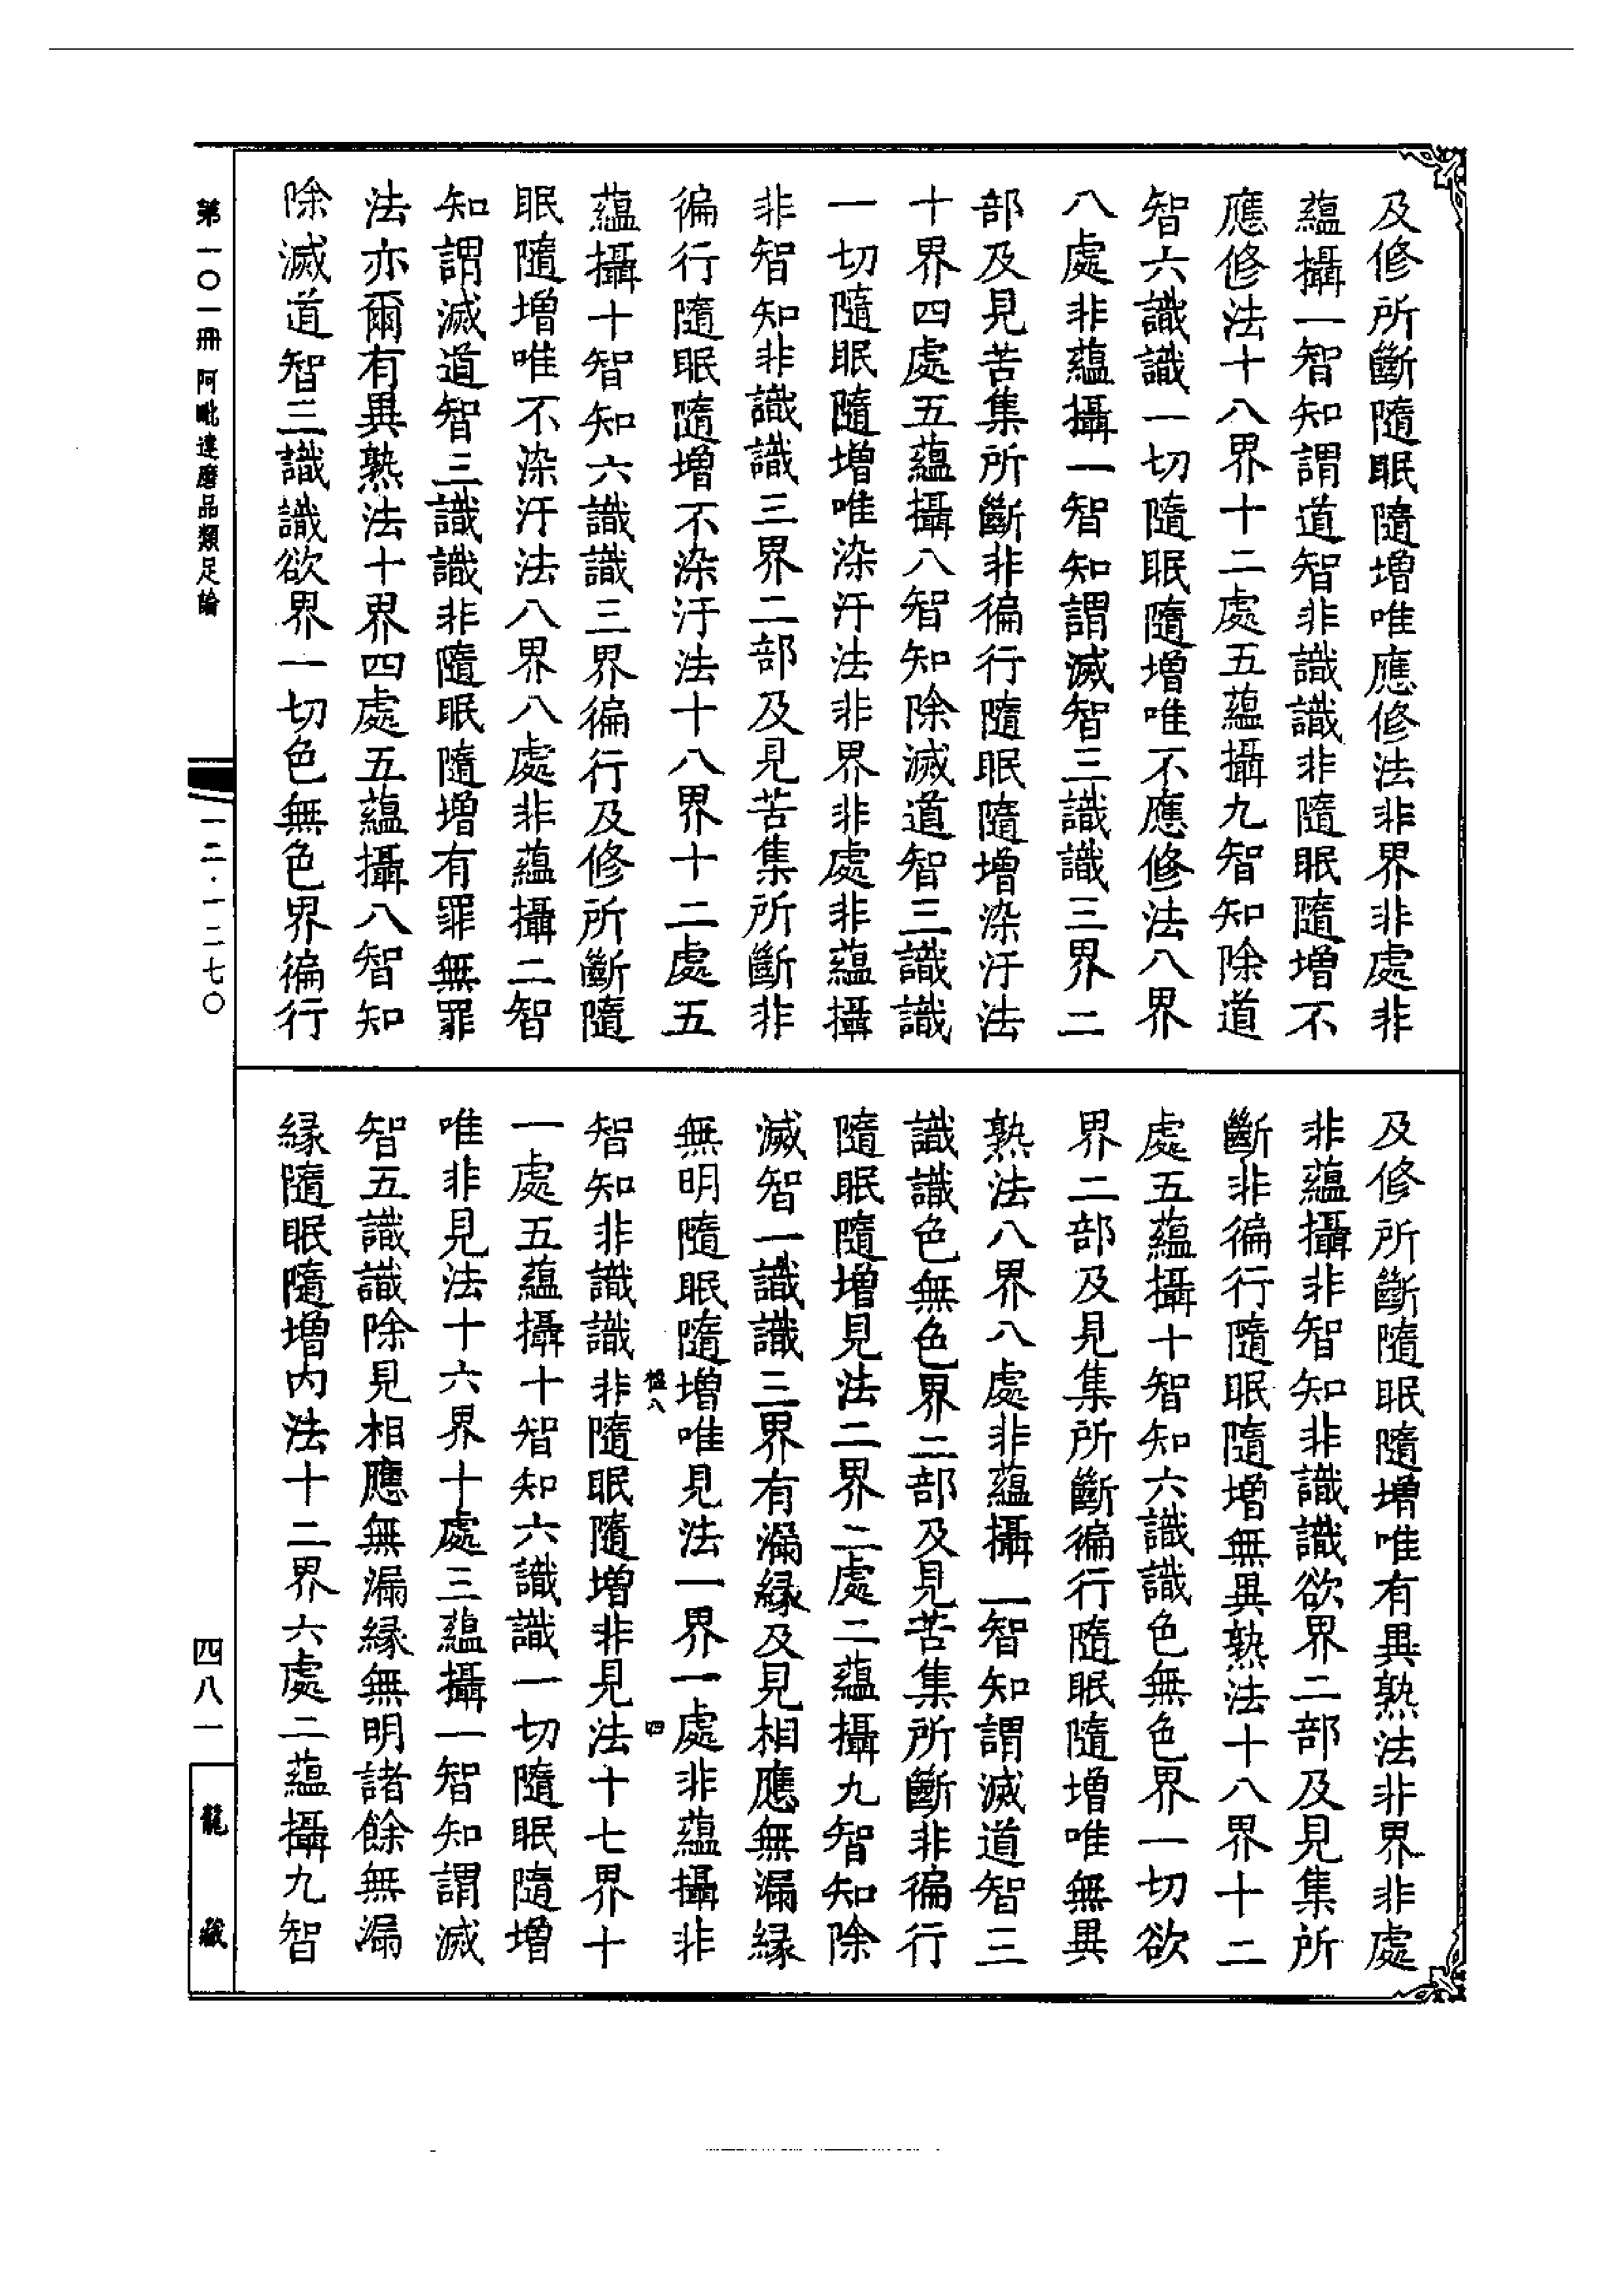 及修所斷隨眠隨增唯應修法非界非處非
蘊攝一智知謂道智非識識非隨眠隨增不
應修法十八界十二處五蘊攝九智知除道
智六識識一切隨眠隨增唯不應修法八界
八處非蘊攝一智知謂滅智三識識三界二
部及見苦集所斷非徧行隨眠隨增染汙法
十界四處五蘊攝八智知除滅道智三識識
一切隨眠隨增唯染汙法非界非處非蘊攝
非智知非識識三界二部及見苦集所斷非
徧行隨眠隨增不染汙法十八界十二處五
蘊攝十智知六識識三界徧行及修所斷隨
眠隨增唯不染汙法八界八處非蘊攝二智
知謂滅道智三識識非隨眠隨增有罪無罪
法亦爾有異熟法十界四處五蘊攝八智知
除滅道智三識識欲界一切色無色界徧行
及修所斷隨眠隨增唯有異熟法非界非處
非蘊攝非智知非識識欲界二部及見集所
斷非徧行隨眠隨增無異熟法十八界十二
處五蘊攝十智知六識識色無色界一切欲
界二部及見集所斷徧行隨眠隨增唯無異
熟法八界八處非蘊攝二智知謂滅道智三
識識色無色界二部及見苦集所斷非徧行
隨眠隨增見法二界二處二蘊攝九智知除
滅智一識識三界有漏緣及見相應無漏緣
無明隨眠隨增唯見法一界一處非蘊攝非
智知非識識非隨眠隨增非見法十七界十
一處五蘊攝十智知六識識一切隨眠隨增
唯非見法十六界十處三蘊攝一智知謂滅
智五識識除見相應無漏緣無明諸餘無漏
緣隨眠隨增內法十二界六處二蘊攝九智
第一〇一冊 阿毗達磨品類足論
一二·一二七〇
四八一
龍藏